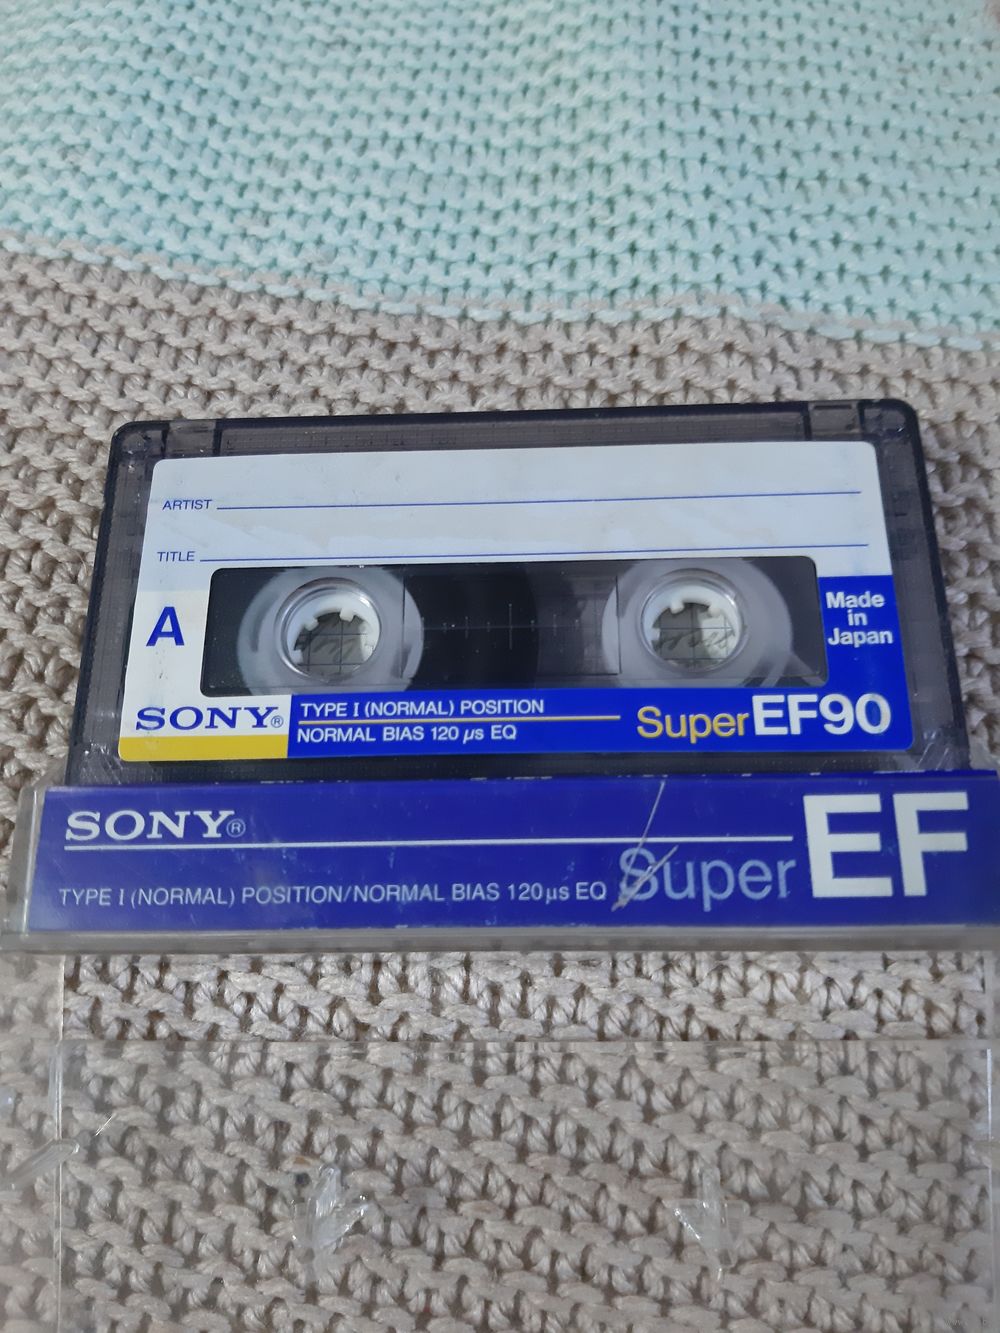 ARTIST
TITLE
A
Made
in
Japan
SONY®
TYPE I (NORMAL) POSITION
NORMAL BIAS 120 µs EQ
Super EF90
SONY®
Super EF
TYPE I (NORMAL) POSITION/NORMAL BIAS 120 µs EQ